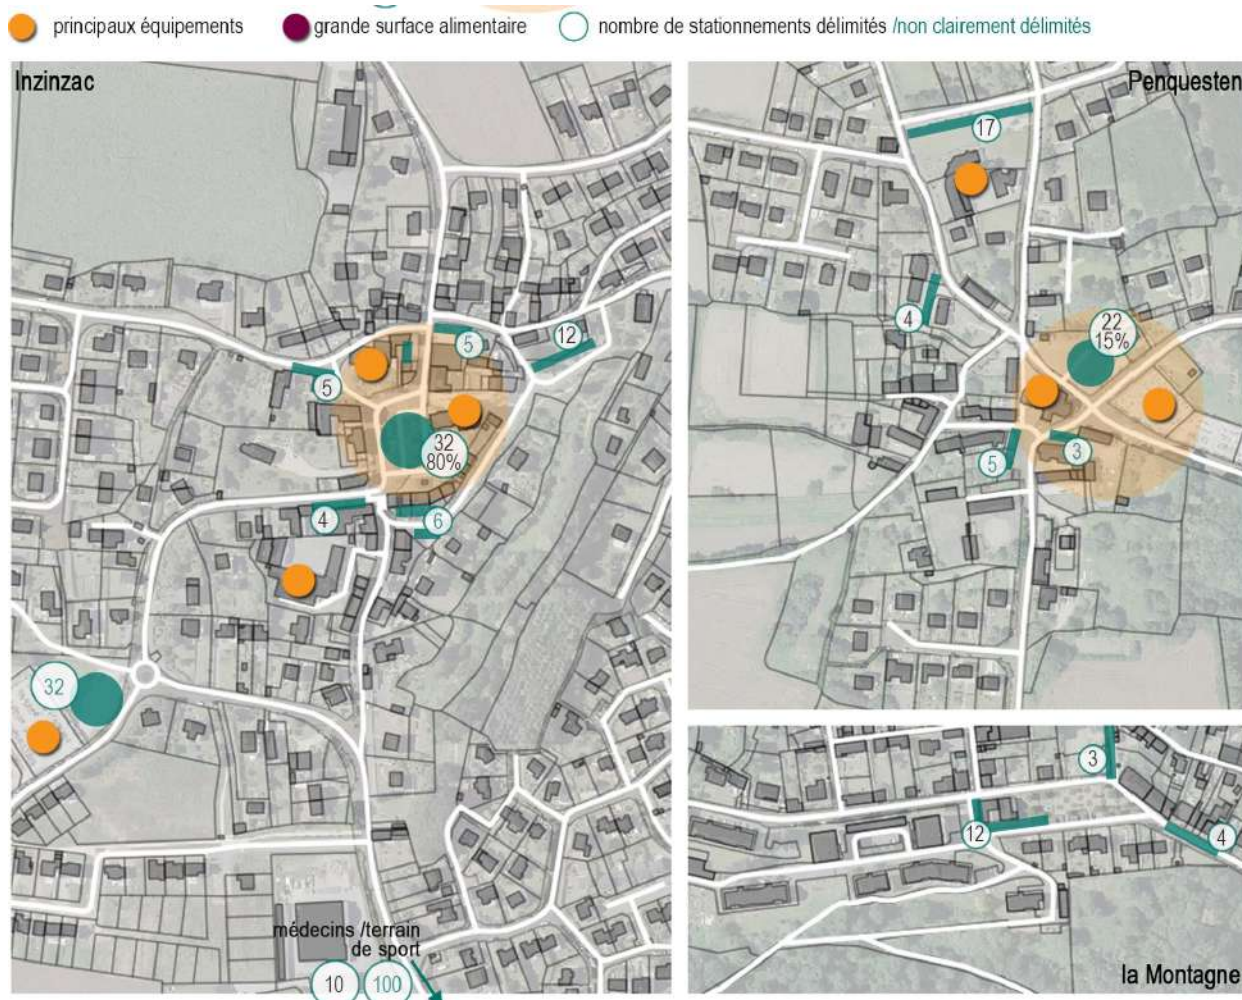 principaux équipements
grande surface alimentaire
nombre de stationnements délimités /non clairement délimités
Inzinzac
5
12
5
32
80%
4
6
32
médecins /terrain
de sport
10
100
Penquesten
17
4
22
15%
5
3
3
12
4
la Montagne